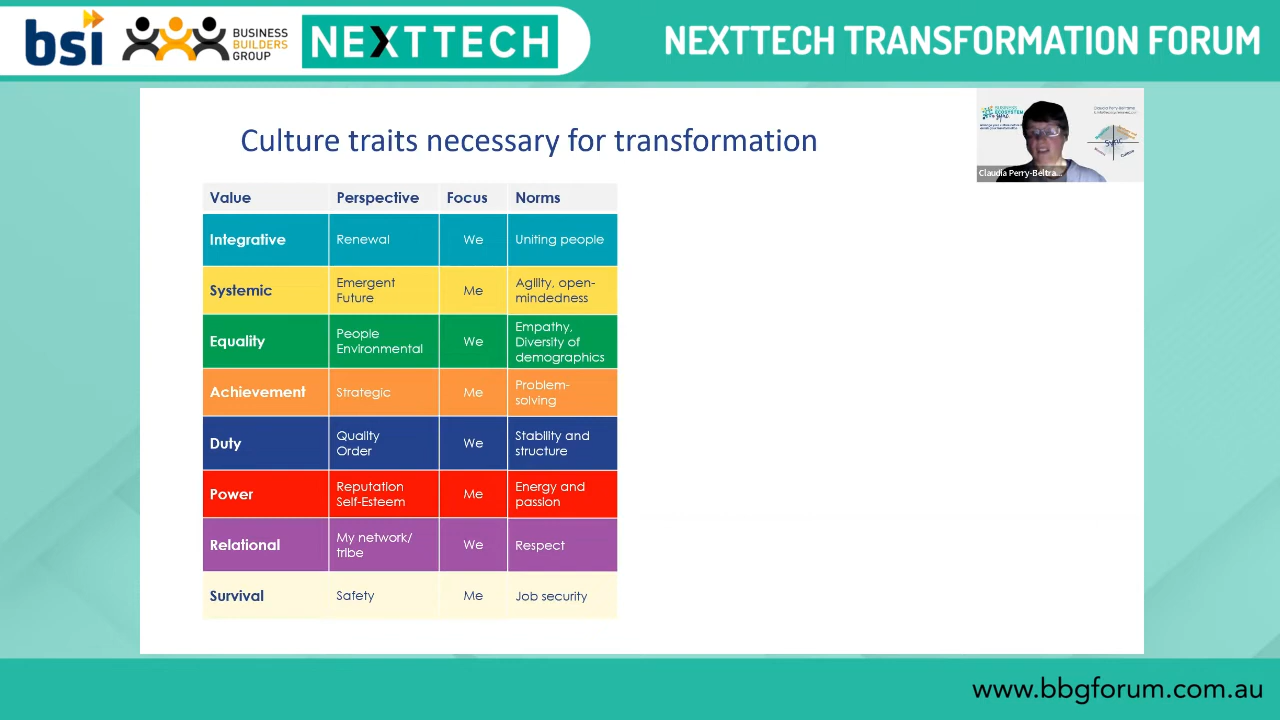 bsi
BUSINESS
BUILDERS
GROUP
NEXTTECH
NEXTTECH TRANSFORMATION FORUM
Culture traits necessary for transformation
Claudia Perry-Beltra...
Sync
Value Perspective Focus Norms
Integrative Renewal We Uniting people
Systemic Emergent Future Me Agility, open-mindedness
Equality People Environmental We Empathy, Diversity of demographics
Achievement Strategic Me Problem-solving
Duty Quality Order We Stability and structure
Power Reputation Self-Esteem Me Energy and passion
Relational My network/ tribe We Respect
Survival Safety Me Job security
www.bbgforum.com.au